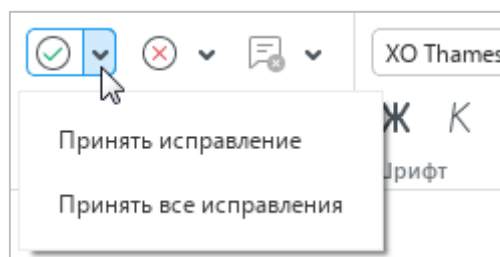 XO Thames
Ж К
Шрифт
Принять исправление
Принять все исправления